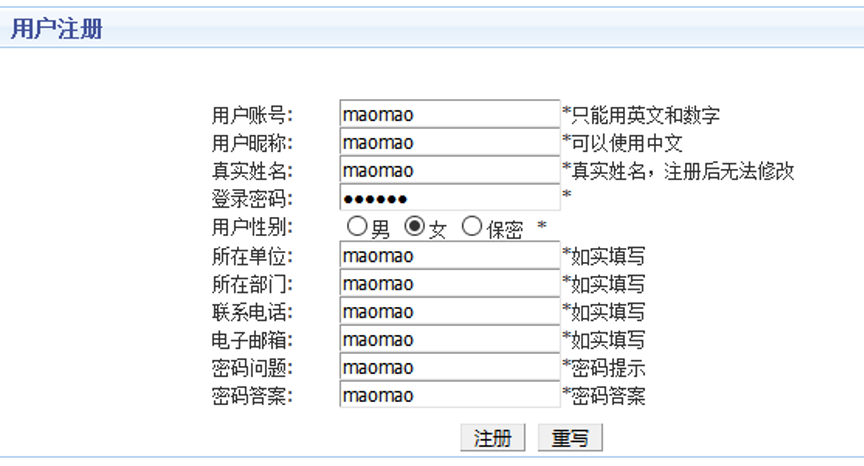 用户注册
用户账号: maomao *只能用英文和数字
用户昵称: maomao *可以使用中文
真实姓名: maomao *真实姓名，注册后无法修改
登录密码: ●●●●●● *
用户性别: 男 女 保密 *
所在单位: maomao *如实填写
所在部门: maomao *如实填写
联系电话: maomao *如实填写
电子邮箱: maomao *如实填写
密码问题: maomao *密码提示
密码答案: maomao *密码答案
注册 重写